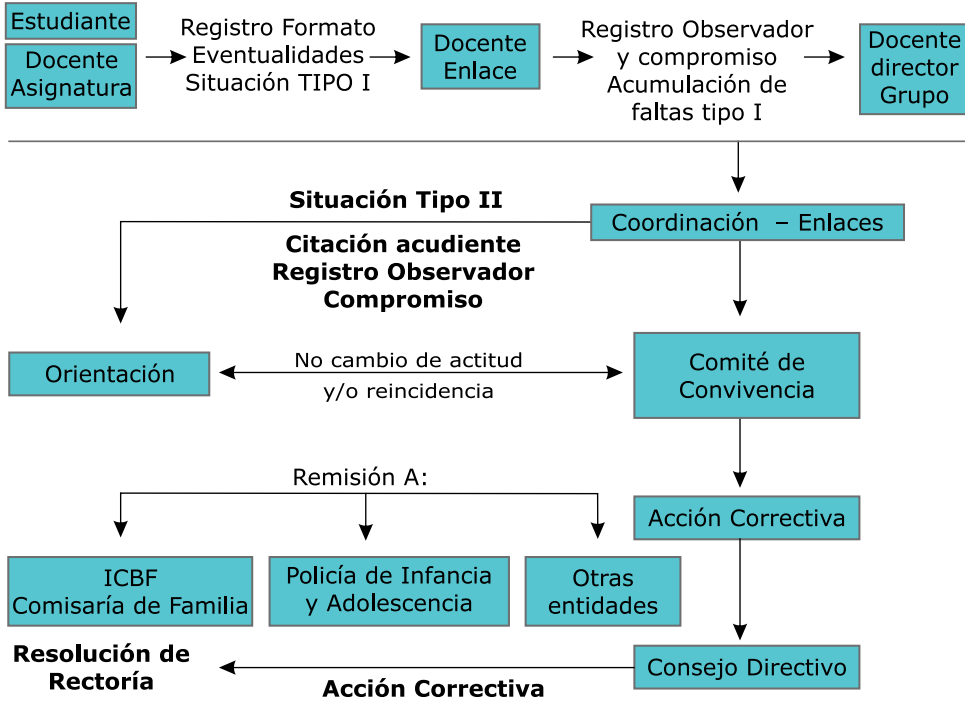 Estudiante
Docente
Asignatura
Registro Formato
Eventualidades
Situación TIPO I
Docente
Enlace
Registro Observador
y compromiso
Acumulación de
faltas tipo I
Docente
director
Grupo
Situación Tipo II
Coordinación – Enlaces
Citación acudiente
Registro Observador
Compromiso
Orientación
No cambio de actitud
y/o reincidencia
Comité de
Convivencia
Remisión A:
Acción Correctiva
ICBF
Comisaría de Familia
Policía de Infancia
y Adolescencia
Otras
entidades
Resolución de
Rectoría
Acción Correctiva
Consejo Directivo